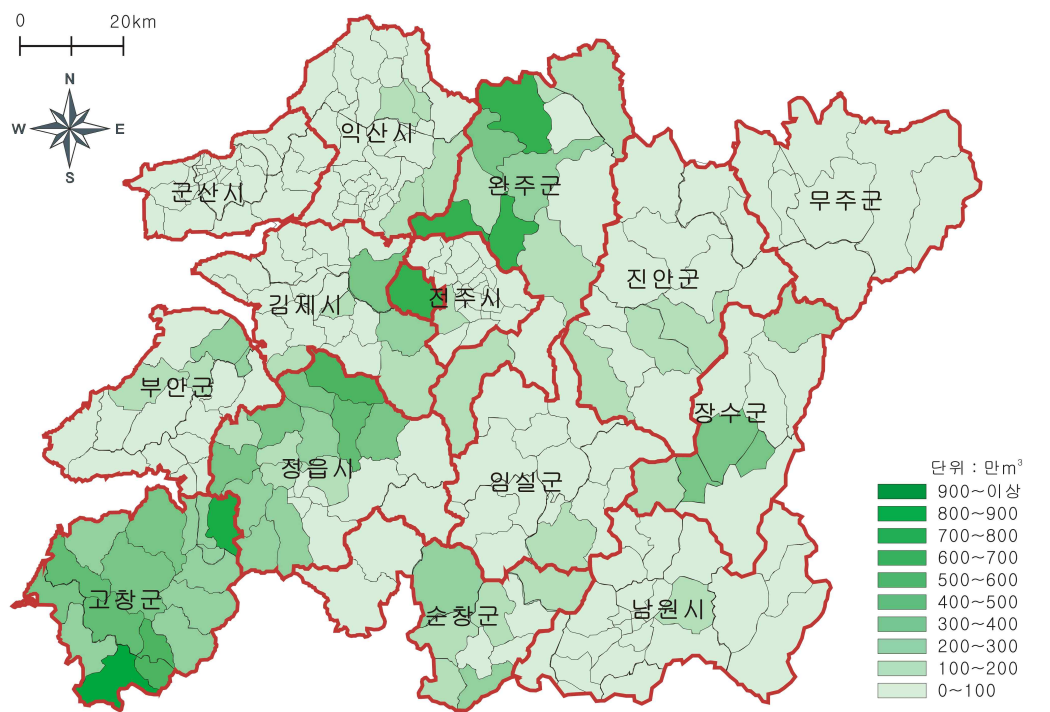 0 20km
N
W E
S
익산시
군산시
완주군
무주군
진안군
김제시
전주시
부안군
장수군
정읍시
임실군
고창군
순창군
남원시
단위 : 만m³
900~이상
800~900
700~800
600~700
500~600
400~500
300~400
200~300
100~200
0~100